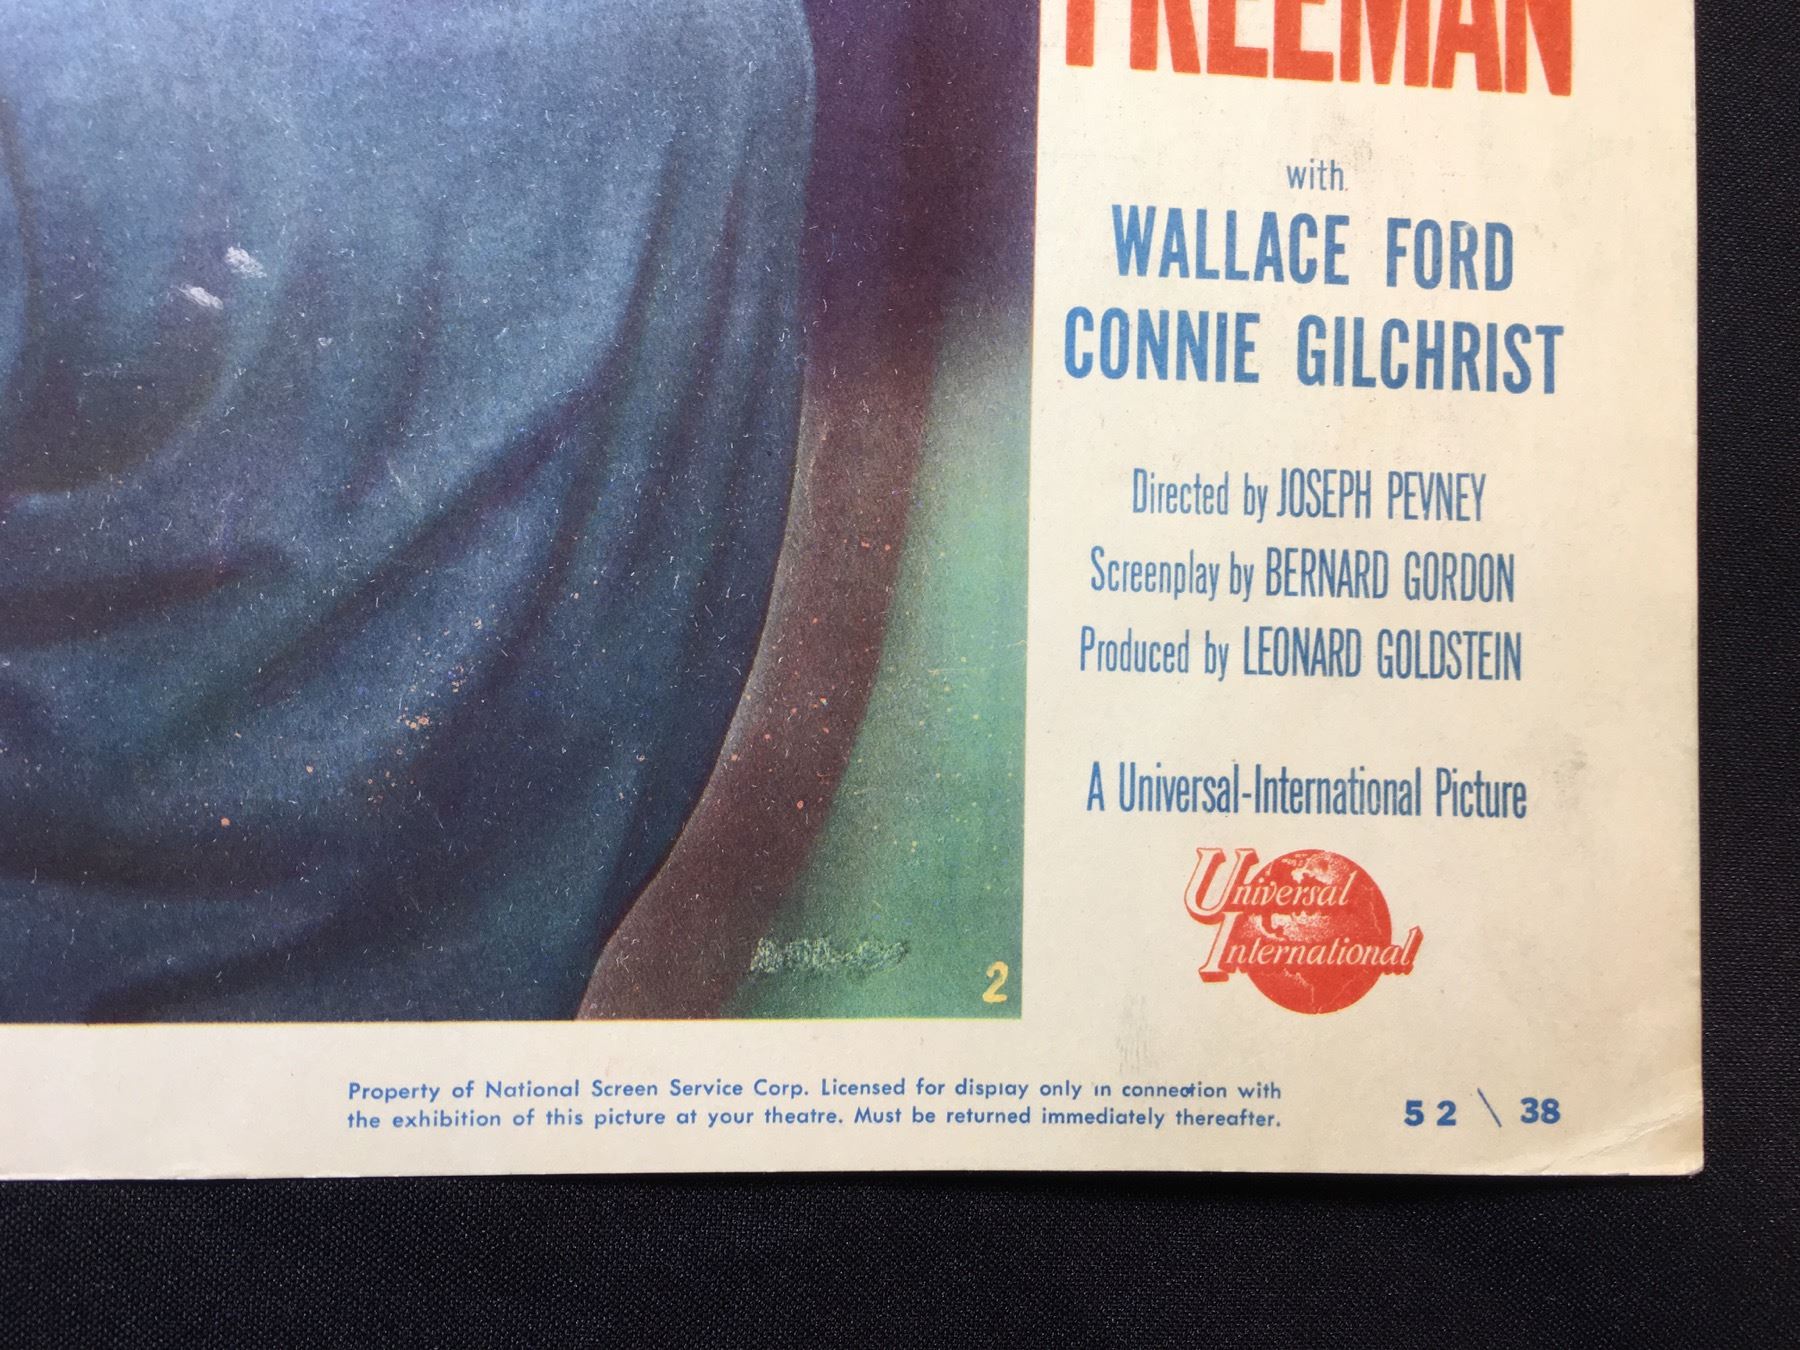 FREEMAN
with
WALLACE FORD
CONNIE GILCHRIST
Directed by JOSEPH PEVNEY
Screenplay by BERNARD GORDON
Produced by LEONARD GOLDSTEIN
A Universal-International Picture
Universal
International
2
Property of National Screen Service Corp. Licensed for display only in connection with
the exhibition of this picture at your theatre. Must be returned immediately thereafter.
52 \ 38